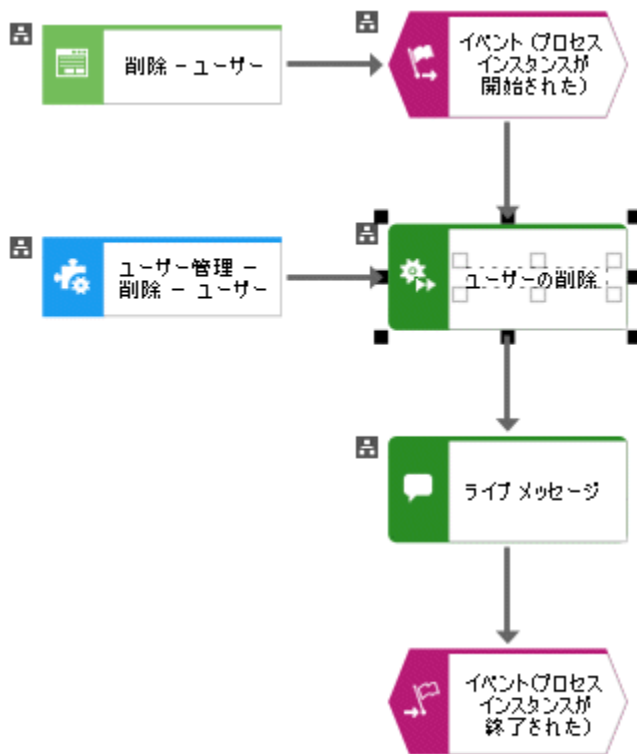 削除 − ユーザー
イベント (プロセス
インスタンスが
開始された)
ユーザー管理 −
削除 − ユーザー
ユーザーの削除
ライブ メッセージ
イベント(プロセス
インスタンスが
終了された)